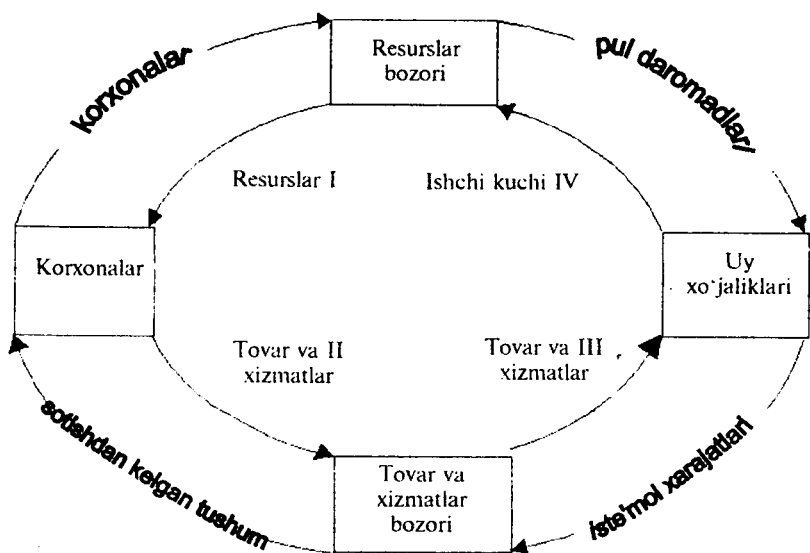 korxonalar
Resurslar
bozori
pul daromadlari
Resurslar I
Ishchi kuchi IV
Korxonalar
Uy
xo‘jaliklari
Tovar va II
xizmatlar
Tovar va III
xizmatlar
sotishdan kelgan tushum
Tovar va
xizmatlar
bozori
iste'mol xarajatlari